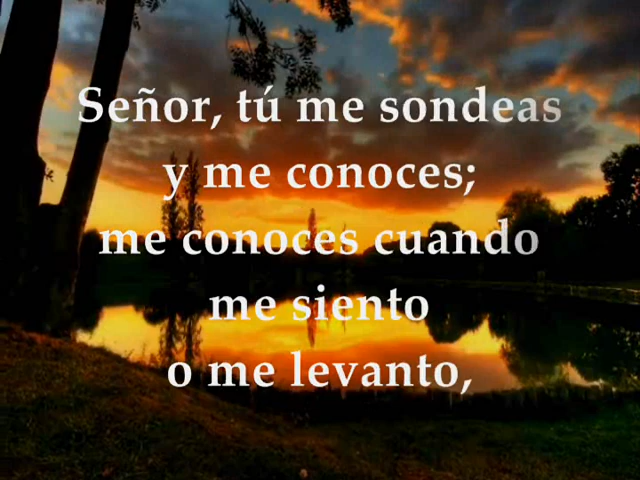 Señor, tú me sondeas
y me conoces;
me conoces cuando
me siento
o me levanto,